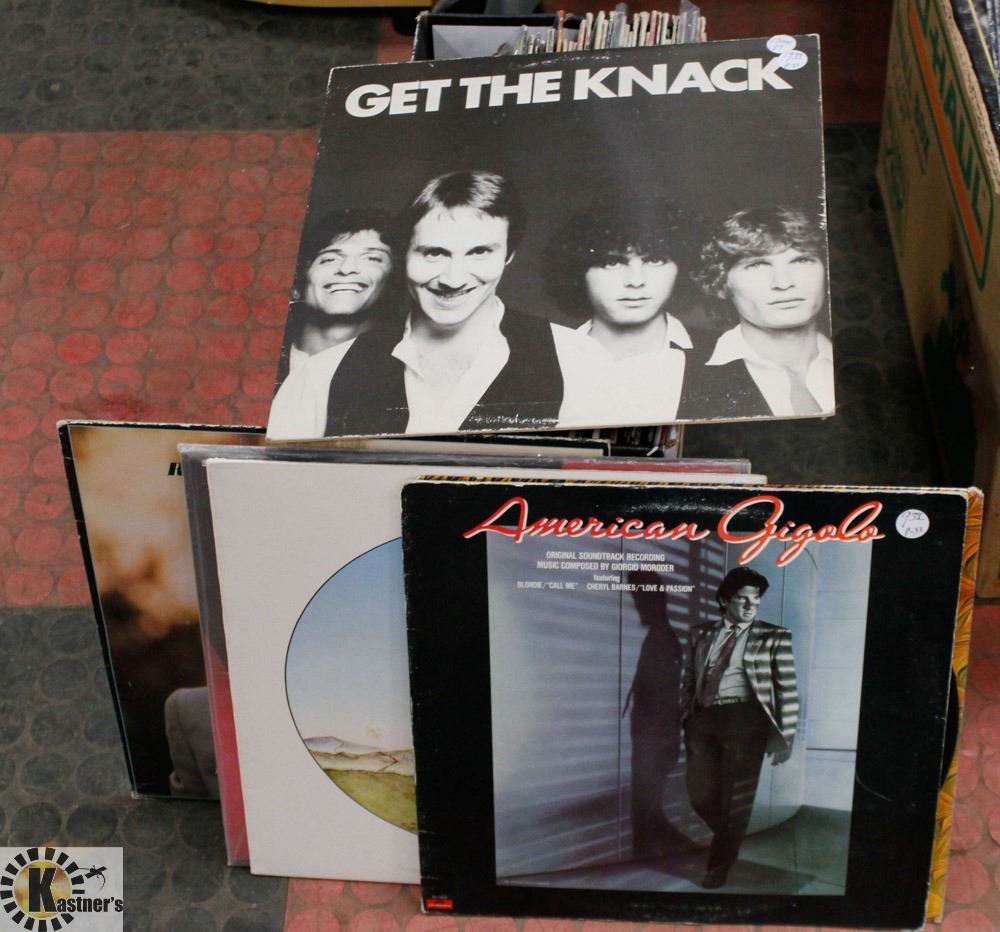 GET THE KNACK
American Gigolo
ORIGINAL SOUNDTRACK RECORDING
MUSIC COMPOSED BY GIORGIO MORODER
featuring
BLONDIE/"CALL ME" CHERYL BARNES/"LOVE & PASSION"
Kastner's